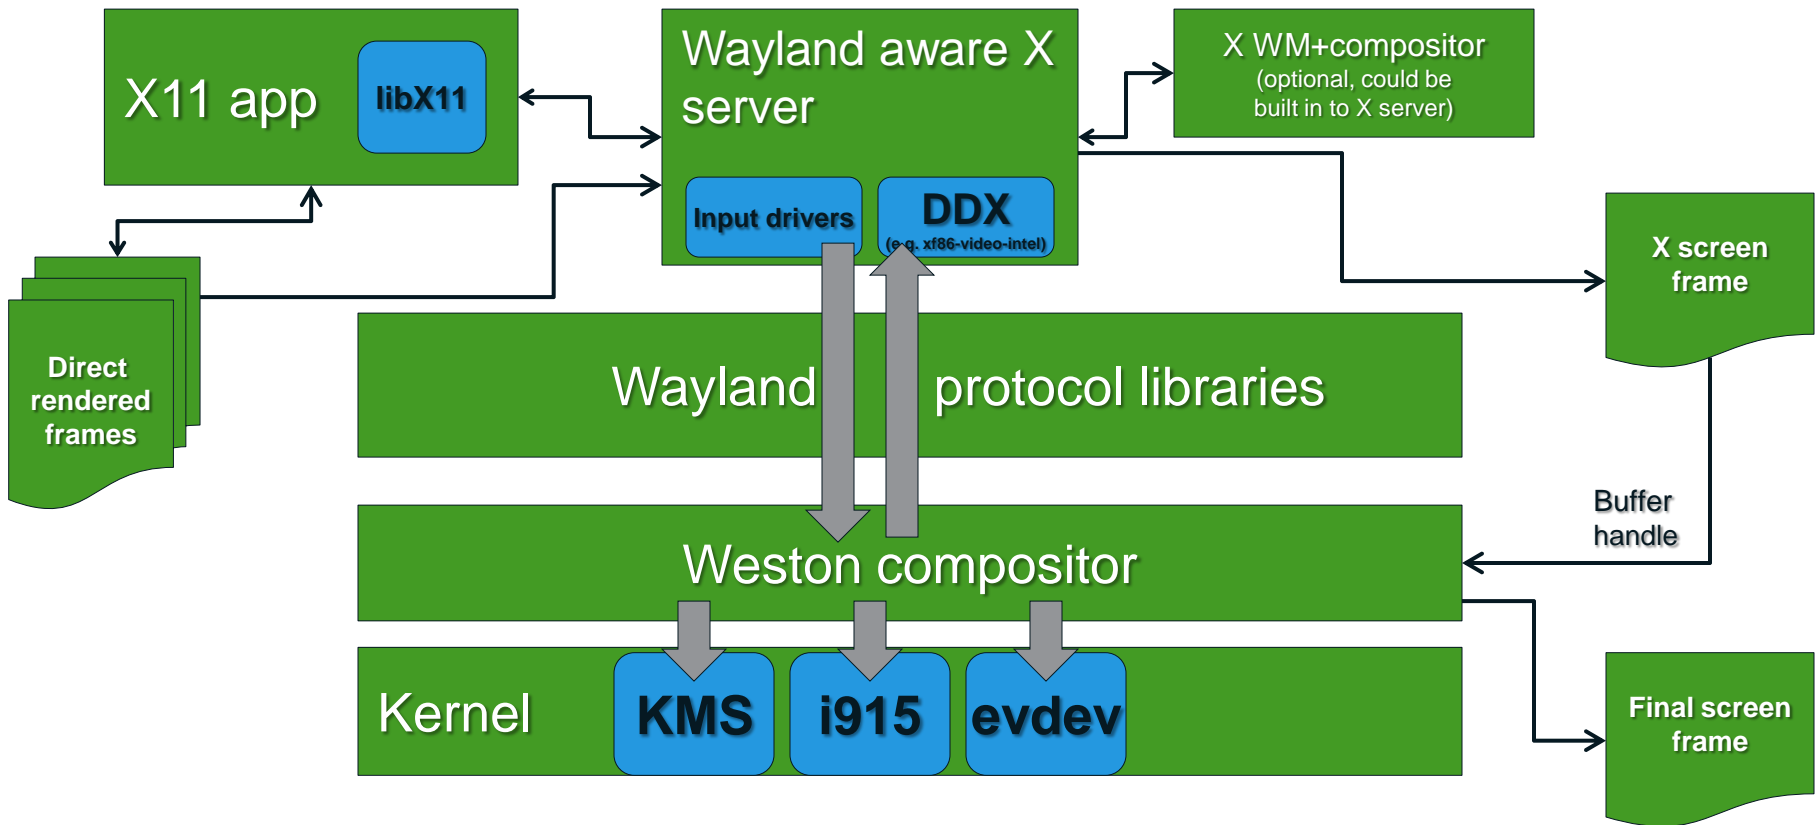 X11 app
libX11
Wayland aware X
server
Input drivers
DDX
(e.g. xf86-video-intel)
X WM+compositor
(optional, could be
built in to X server)
X screen
frame
Direct
rendered
frames
Wayland protocol libraries
Buffer
handle
Weston compositor
Kernel
KMS
i915
evdev
Final screen
frame